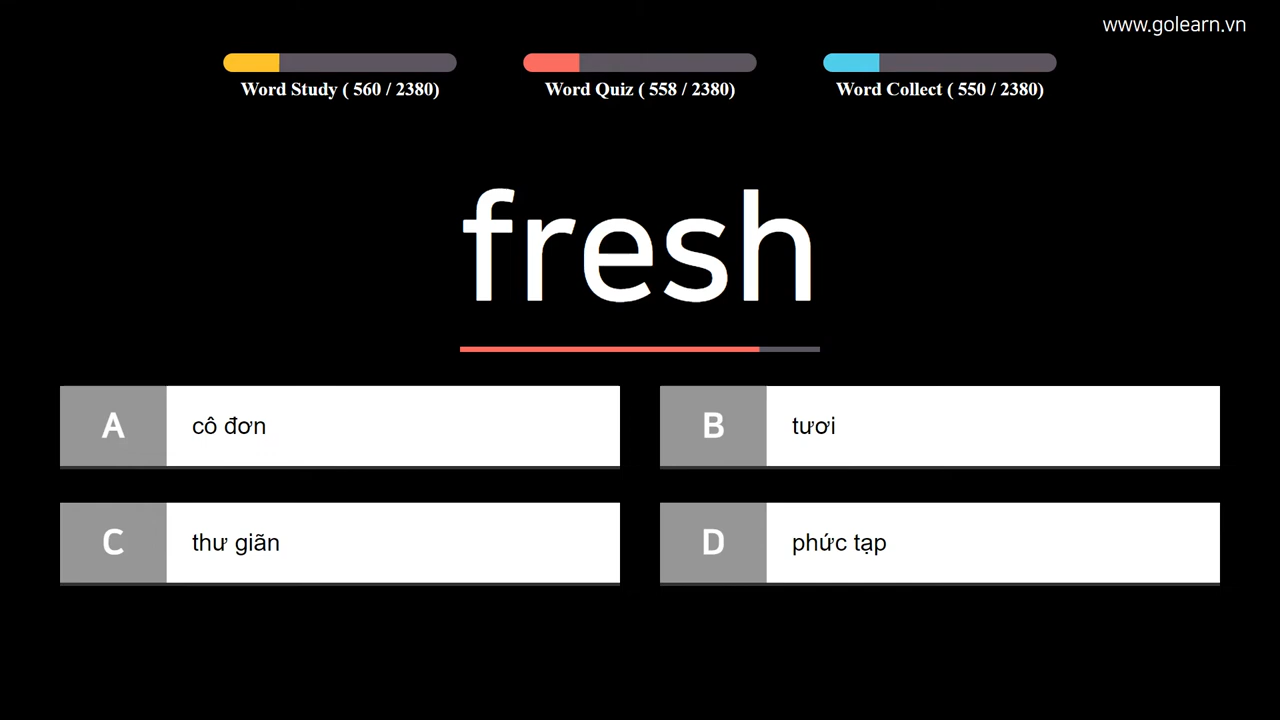 www.golearn.vn
Word Study ( 560 / 2380)
Word Quiz ( 558 / 2380)
Word Collect ( 550 / 2380)
fresh
A cô đơn
B tươi
C thư giãn
D phức tạp